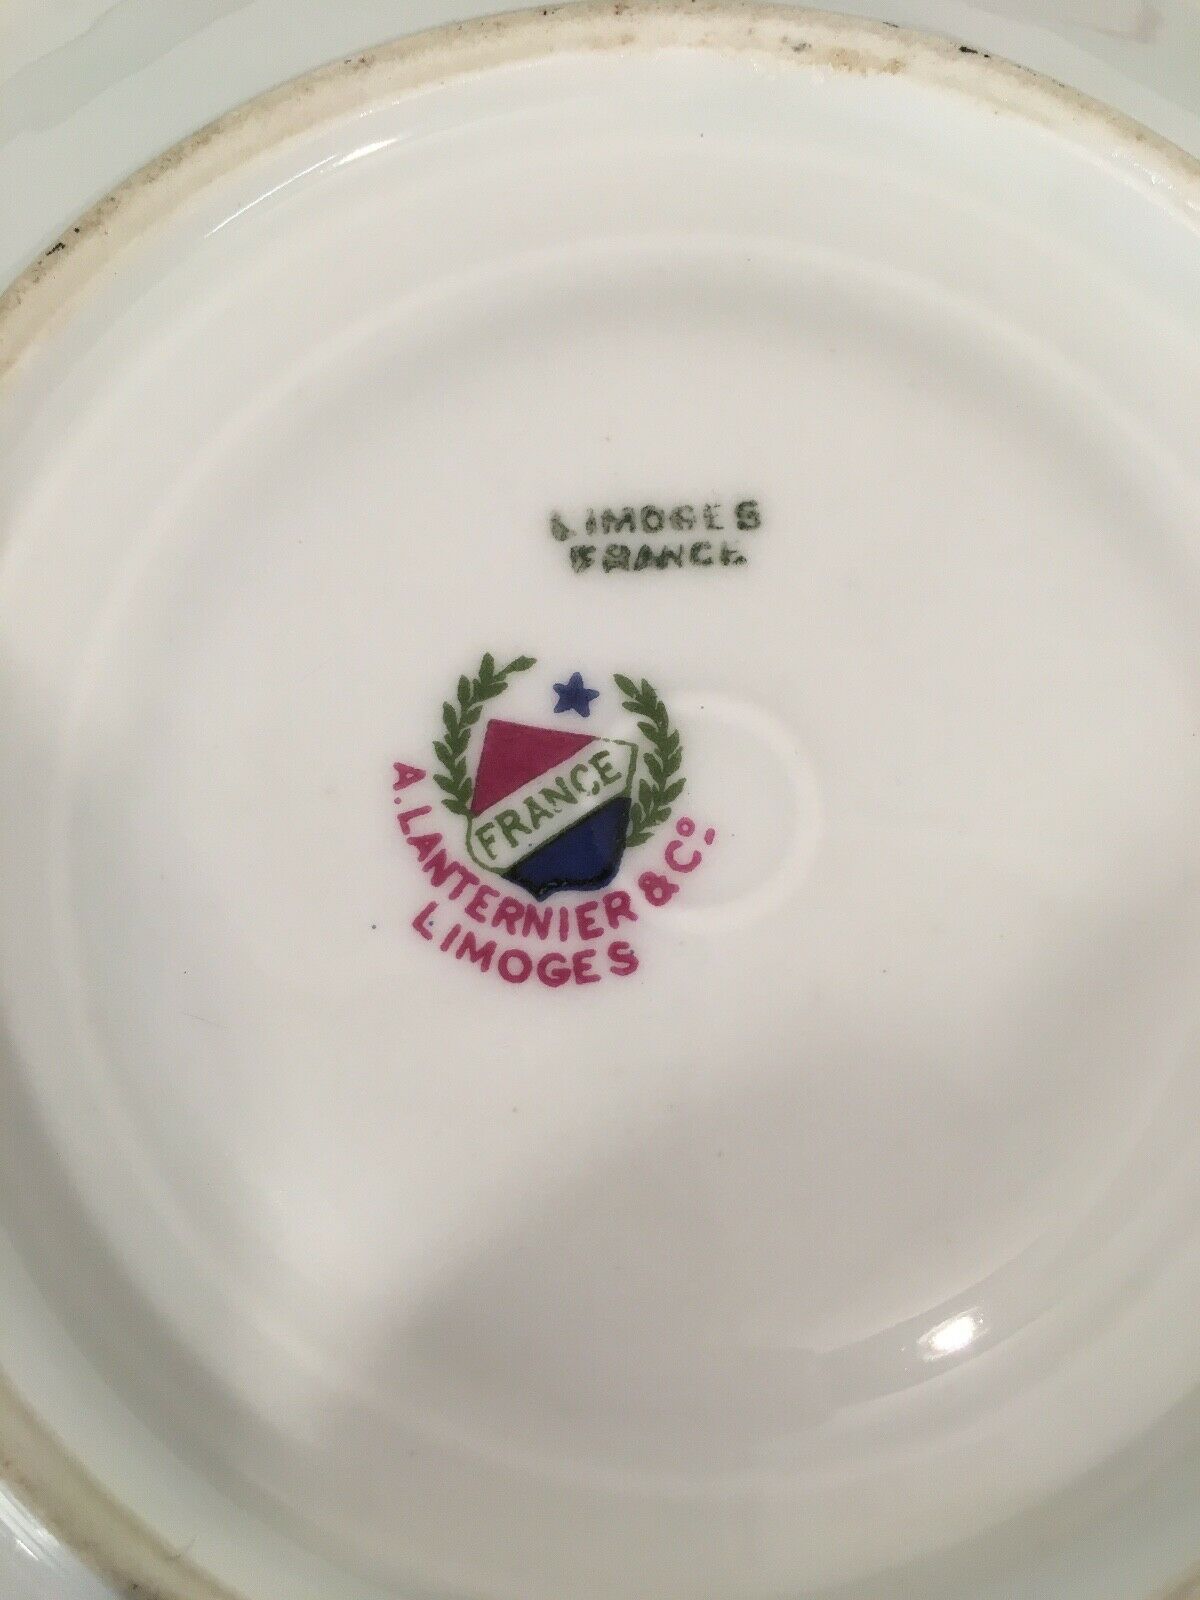 LIMOGES
FRANCE
FRANCE
A. LANTERNIER & Cº.
LIMOGES